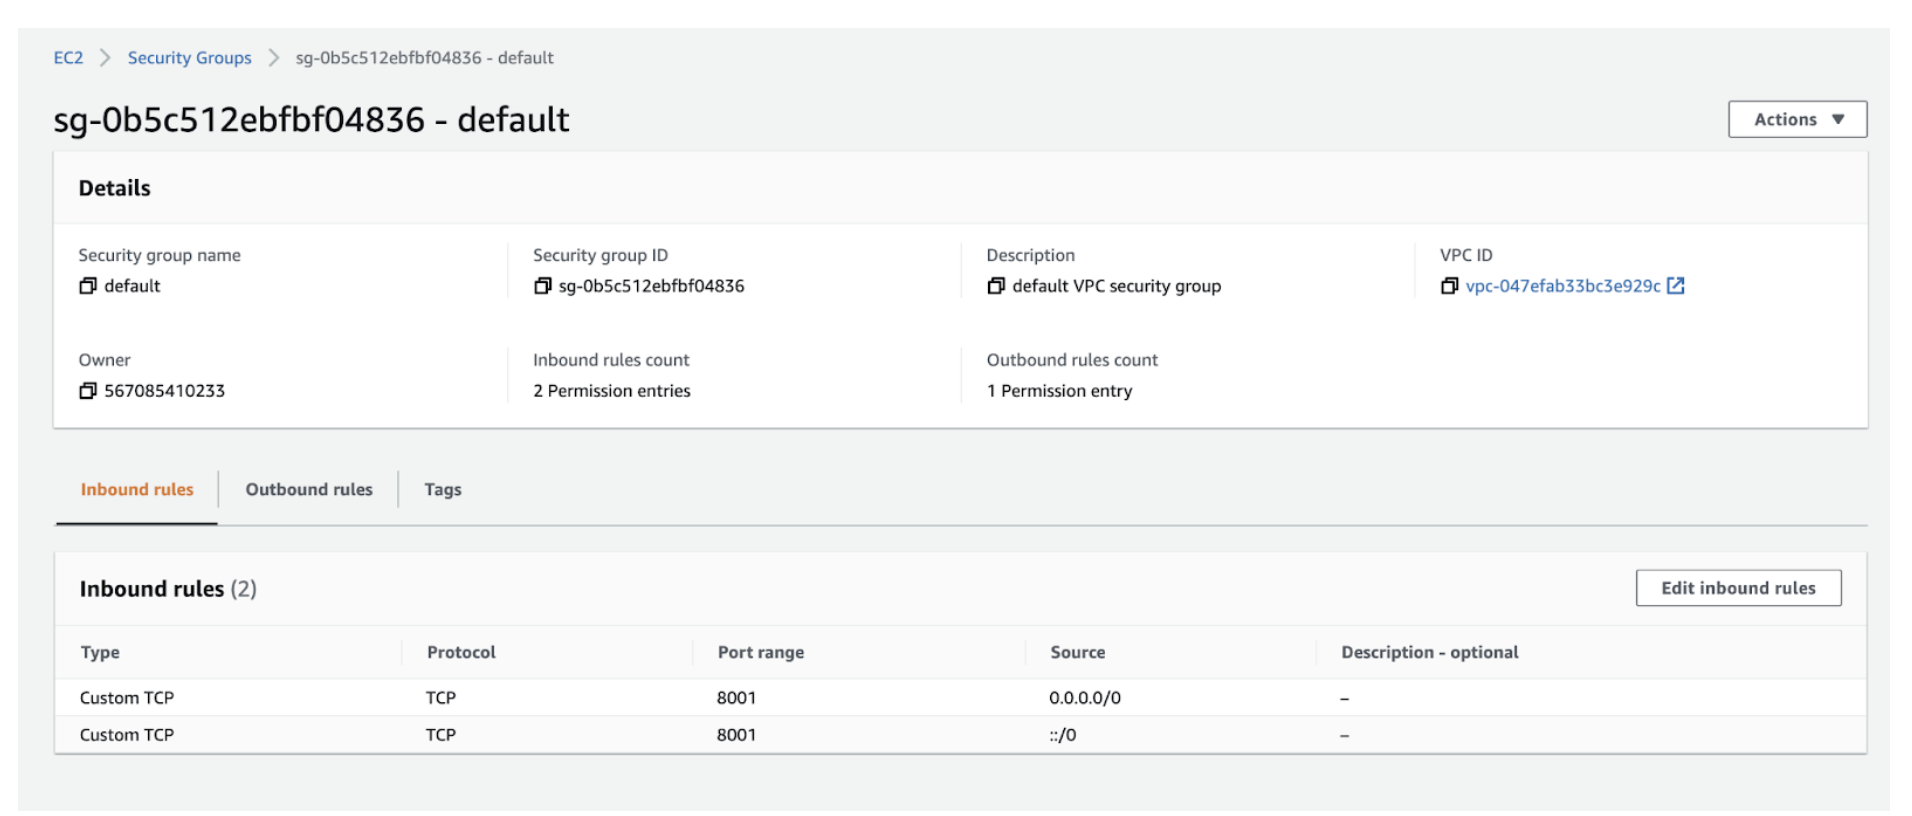 EC2 > Security Groups > sg-0b5c512ebfbf04836 - default
sg-0b5c512ebfbf04836 - default
Actions ▼
Details
Security group name Security group ID Description VPC ID
default sg-0b5c512ebfbf04836 default VPC security group vpc-047efab33bc3e929c
Owner Inbound rules count Outbound rules count
567085410233 2 Permission entries 1 Permission entry
Inbound rules Outbound rules Tags
Inbound rules (2) Edit inbound rules
Type Protocol Port range Source Description - optional
Custom TCP TCP 8001 0.0.0.0/0 –
Custom TCP TCP 8001 ::/0 –